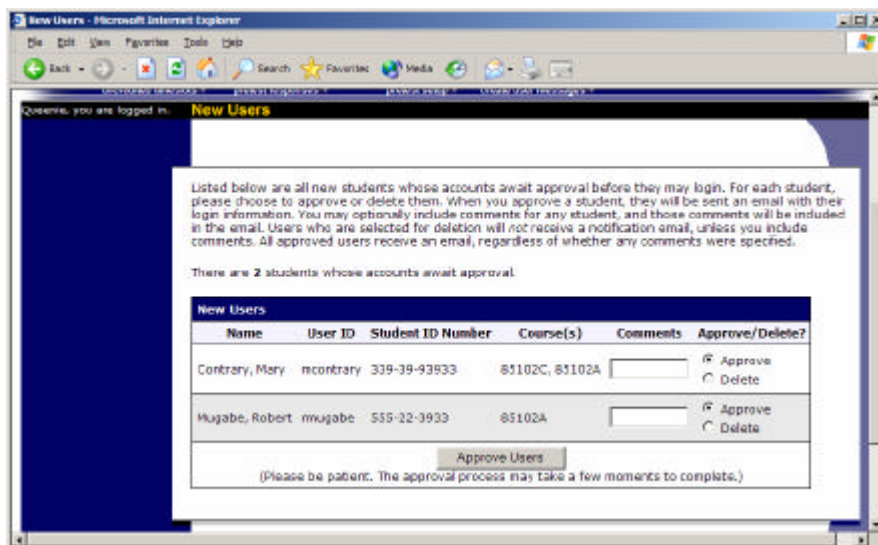 New Users - Microsoft Internet Explorer
File Edit View Favorites Tools Help
Back Search Favorites Media
Queenie, you are logged in. New Users
Listed below are all new students whose accounts await approval before they may login. For each student,
please choose to approve or delete them. When you approve a student, they will be sent an email with their
login information. You may optionally include comments for any student, and those comments will be included
in the email. Users who are selected for deletion will not receive a notification email, unless you include
comments. All approved users receive an email, regardless of whether any comments were specified.
There are 2 students whose accounts await approval.
New Users
Name User ID Student ID Number Course(s) Comments Approve/Delete?
Contrary, Mary mcontrary 339-39-93933 85102C, 85102A Approve
Delete
Mugabe, Robert rmugabe 555-22-3933 85102A Approve
Delete
Approve Users
(Please be patient. The approval process may take a few moments to complete.)